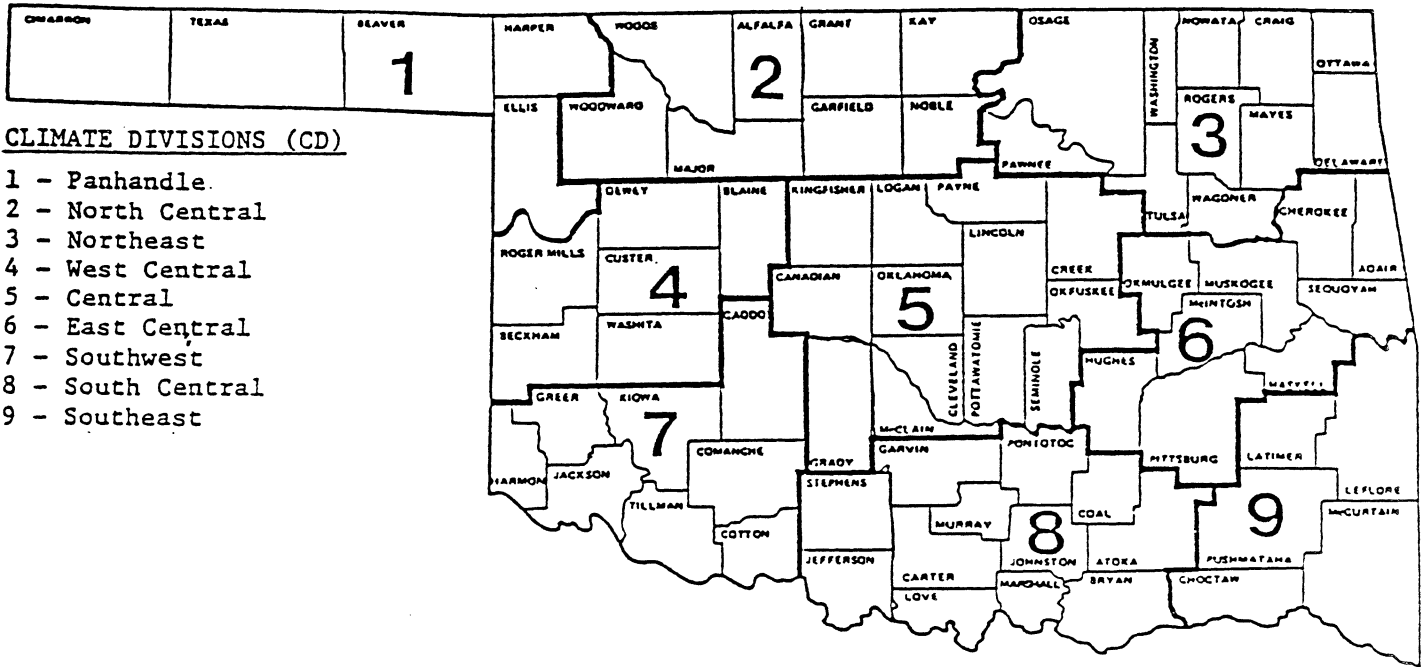 CIMARRON TEXAS BEAVER HARPER WOODS ALFALFA GRANT KAY OSAGE NOWATA CRAIG
OTTAWA
WASHINGTON
1 2 3
ELLIS WOODWARD GARFIELD NOBLE ROGERS
MAYES
CLIMATE DIVISIONS (CD)
1 - Panhandle
2 - North Central
3 - Northeast
4 - West Central
5 - Central
6 - East Central
7 - Southwest
8 - South Central
9 - Southeast
MAJOR PAWNEE DELAWARE
DEWEY BLAINE KINGFISHER LOGAN PAYNE
WAGONER
TULSA CHEROKEE
LINCOLN
ROGER MILLS CUSTER
CANADIAN OKLAHOMA CREEK ADAIR
OKFUSKEE OKMULGEE MUSKOGEE SEQUOYAH
4 5 6
McINTOSH
CADDO
BECKHAM WASHITA
HUGHES
CLEVELAND
POTTAWATOMIE
SEMINOLE
HASKELL
GREER KIOWA
7
McCLAIN
COMANCHE GARVIN PONTOTOC
GRADY PITTSBURG LATIMER
HARMON JACKSON STEPHENS
LEFLORE
TILLMAN McCURTAIN
COAL
MURRAY
8 9
COTTON
JEFFERSON JOHNSTON ATOKA PUSHMATAHA
CARTER MARSHALL BRYAN CHOCTAW
LOVE